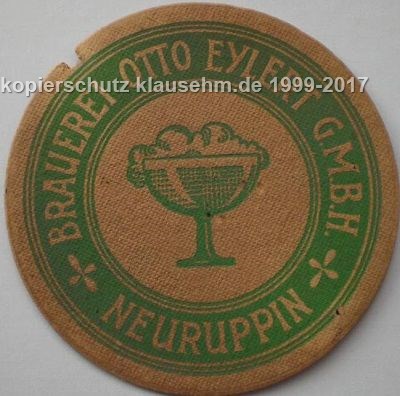 BRAUEREI OTTO EYLERT G.M.B.H.
NEURUPPIN
kopierschutz klausehm.de 1999-2017